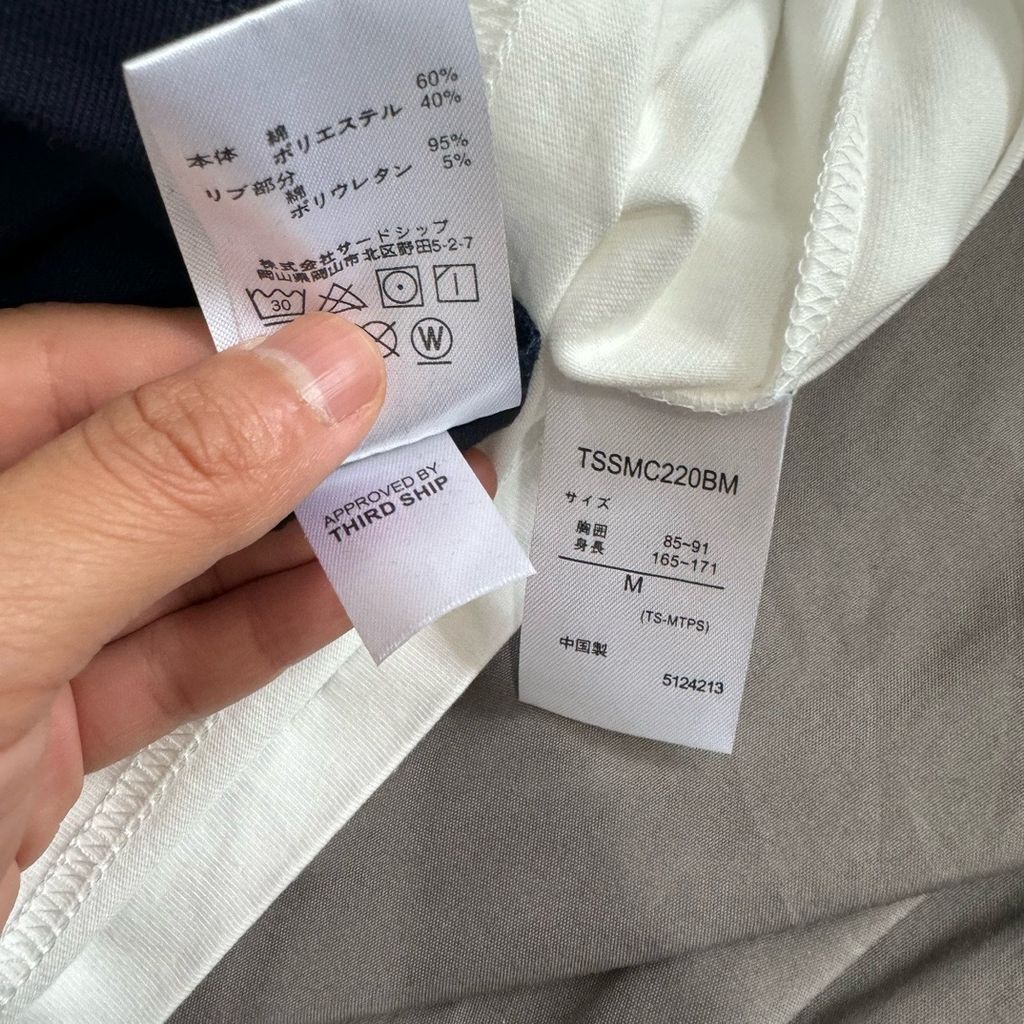 本体 綿 60%
ポリエステル 40%
リブ部分
綿 95%
ポリウレタン 5%
株式会社サードシップ
岡山県岡山市北区野田5-2-7
30
W
APPROVED BY
THIRD SHIP
TSSMC220BM
サイズ
胸囲 85~91
身長 165~171
M
(TS-MTPS)
中国製
5124213